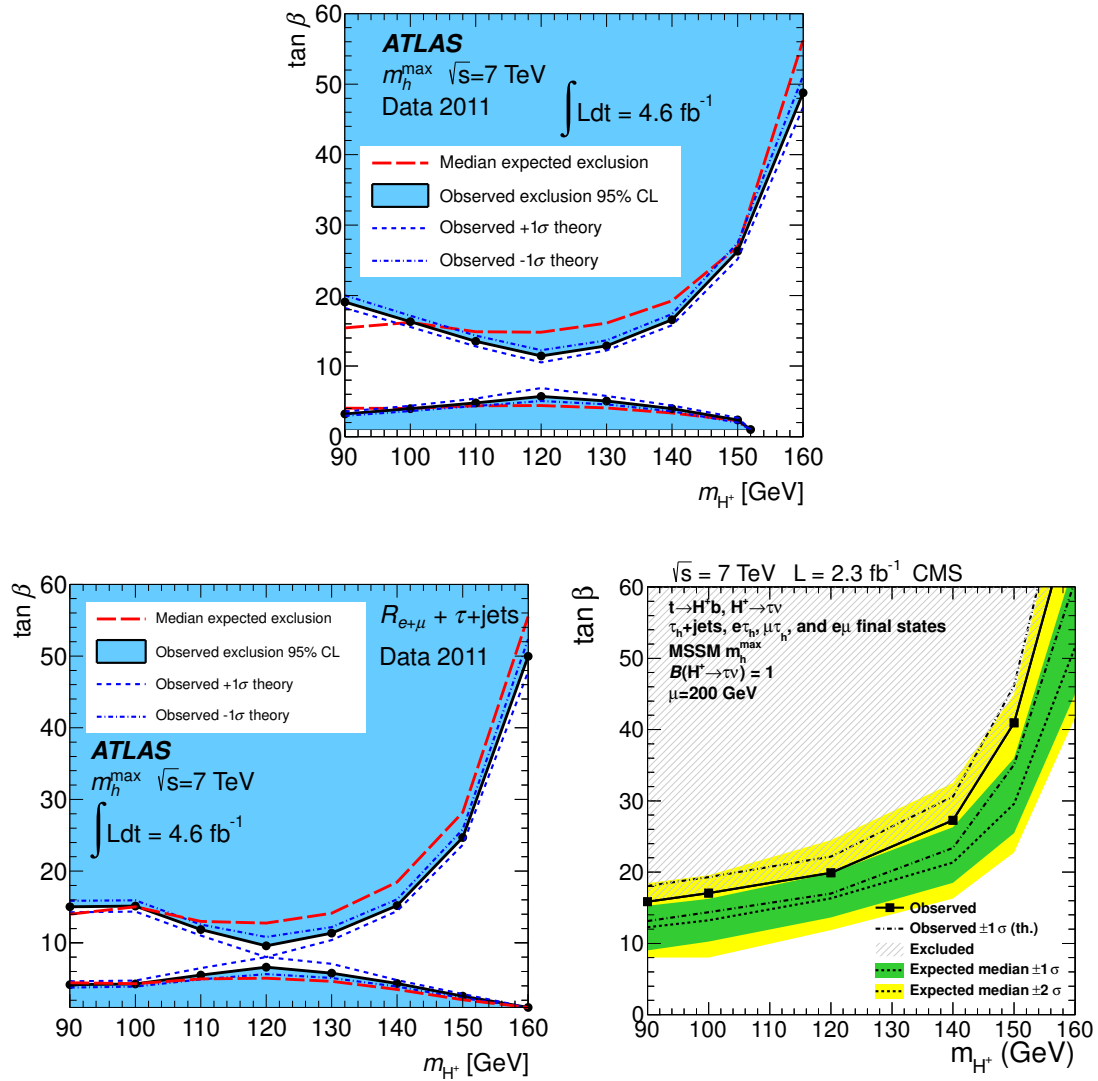 tan β
60
50
40
30
20
10
0
ATLAS
m_h^max √s=7 TeV
Data 2011 ∫Ldt = 4.6 fb⁻¹
Median expected exclusion
Observed exclusion 95% CL
Observed +1σ theory
Observed -1σ theory
90 100 110 120 130 140 150 160
m_H⁺ [GeV]
tan β
60
50
40
30
20
10
Median expected exclusion
Observed exclusion 95% CL
Observed +1σ theory
Observed -1σ theory
R_e+μ + τ+jets
Data 2011
ATLAS
m_h^max √s=7 TeV
∫Ldt = 4.6 fb⁻¹
90 100 110 120 130 140 150 160
m_H⁺ [GeV]
√s = 7 TeV L = 2.3 fb⁻¹ CMS
tan β
60
50
40
30
20
10
0
t→H⁺b, H⁺→τν
τ_h+jets, eτ_h, μτ_h, and eμ final states
MSSM m_h^max
B(H⁺→τν) = 1
μ=200 GeV
Observed
Observed ±1σ (th.)
Excluded
Expected median ±1 σ
Expected median ±2 σ
90 100 110 120 130 140 150 160
m_H⁺ (GeV)